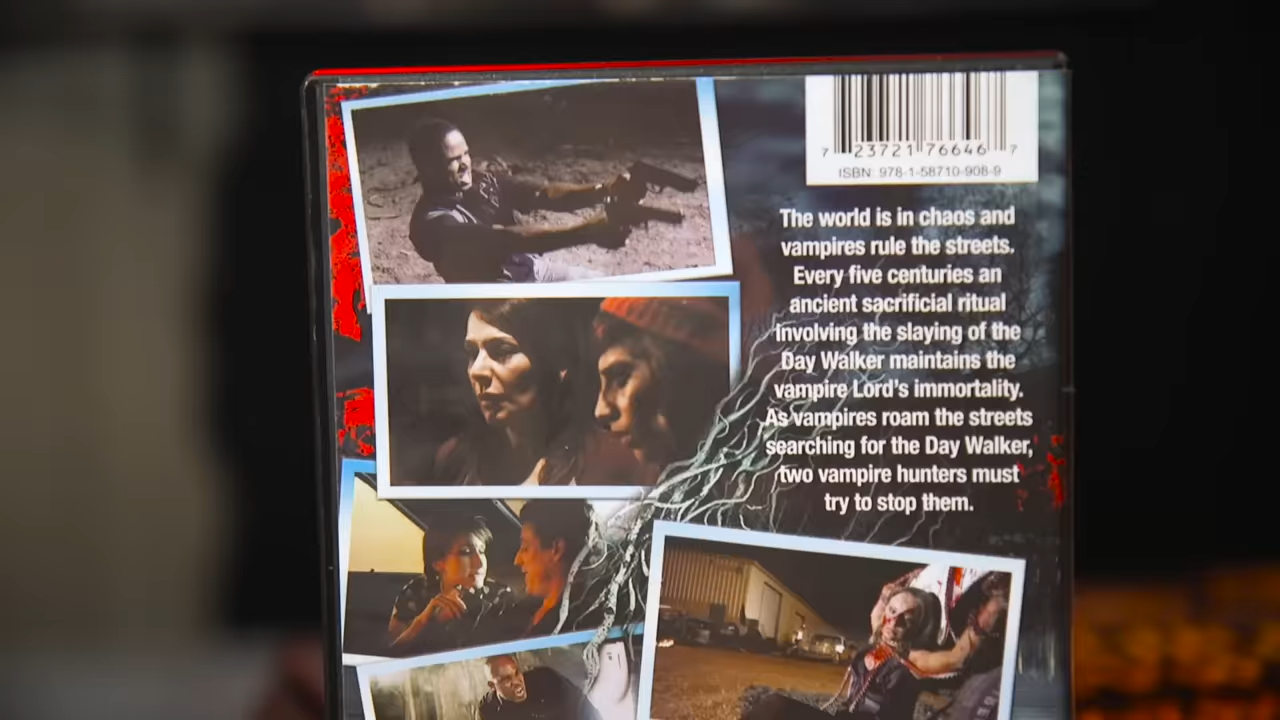 7 23721 76646 7
ISBN: 978-1-58710-908-9
The world is in chaos and
vampires rule the streets.
Every five centuries an
ancient sacrificial ritual
involving the slaying of the
Day Walker maintains the
vampire Lord's immortality.
As vampires roam the streets
searching for the Day Walker,
two vampire hunters must
try to stop them.